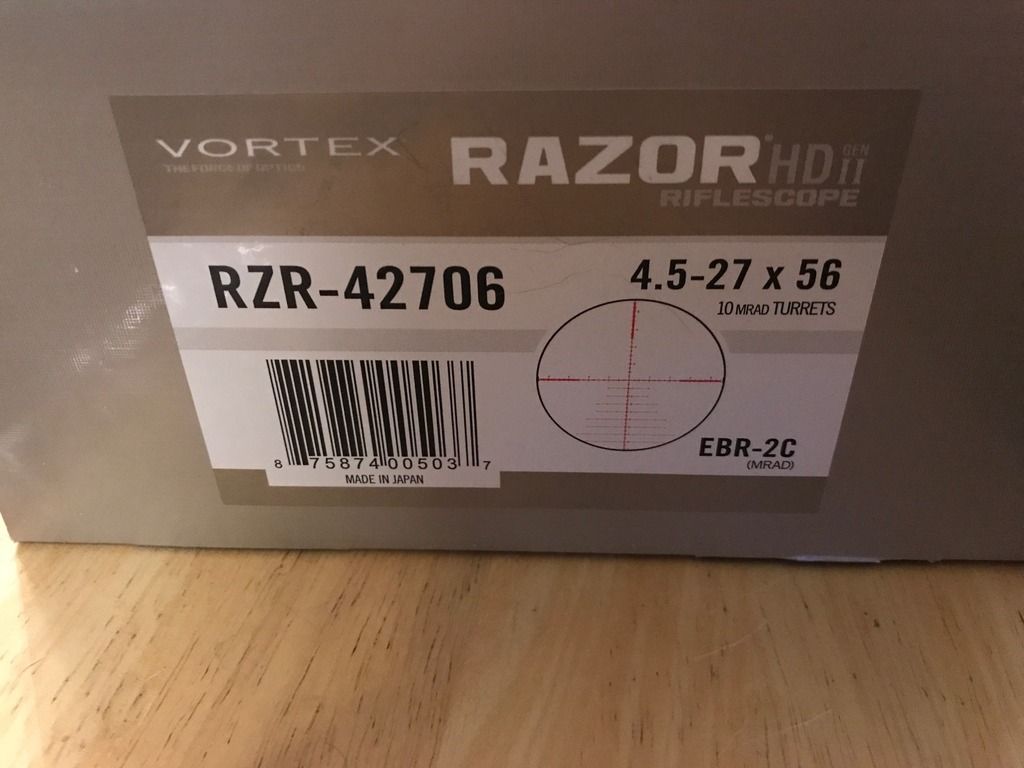 VORTEX
THE FORCE OF OPTICS
RAZOR® HD GEN II
RIFLESCOPE
RZR-42706
4.5-27 x 56
10 MRAD TURRETS
8 75874 00503 7
MADE IN JAPAN
EBR-2C
(MRAD)